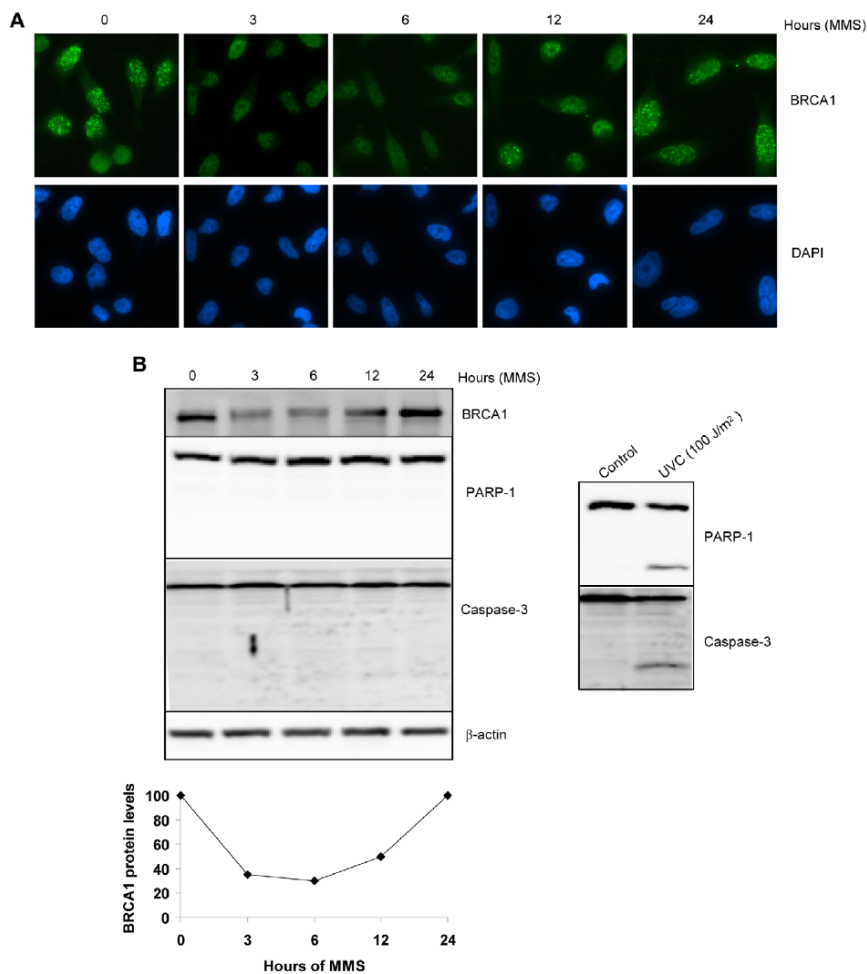 A
0 3 6 12 24 Hours (MMS)
BRCA1
DAPI
B
0 3 6 12 24 Hours (MMS)
BRCA1
PARP-1
Caspase-3
β-actin
Control UVC (100 J/m²)
PARP-1
Caspase-3
BRCA1 protein levels
100
80
60
40
20
0
0 3 6 12 24
Hours of MMS